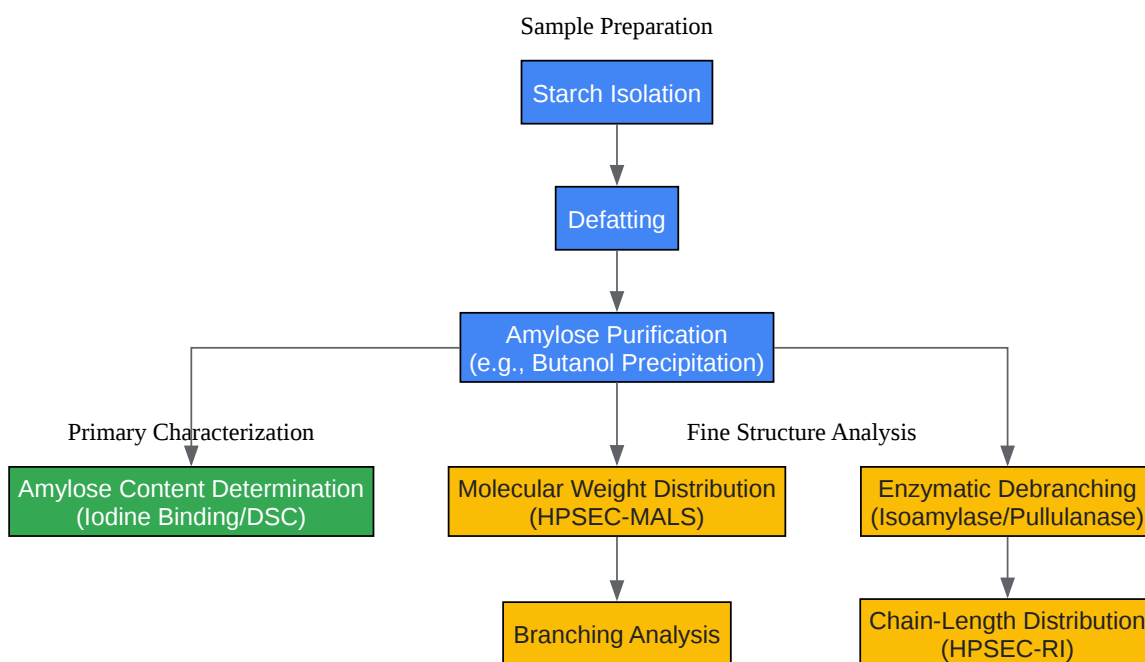 Sample Preparation
Starch Isolation
Defatting
Amylose Purification
(e.g., Butanol Precipitation)
Primary Characterization
Fine Structure Analysis
Amylose Content Determination
(Iodine Binding/DSC)
Molecular Weight Distribution
(HPSEC-MALS)
Enzymatic Debranching
(Isoamylase/Pullulanase)
Branching Analysis
Chain-Length Distribution
(HPSEC-RI)